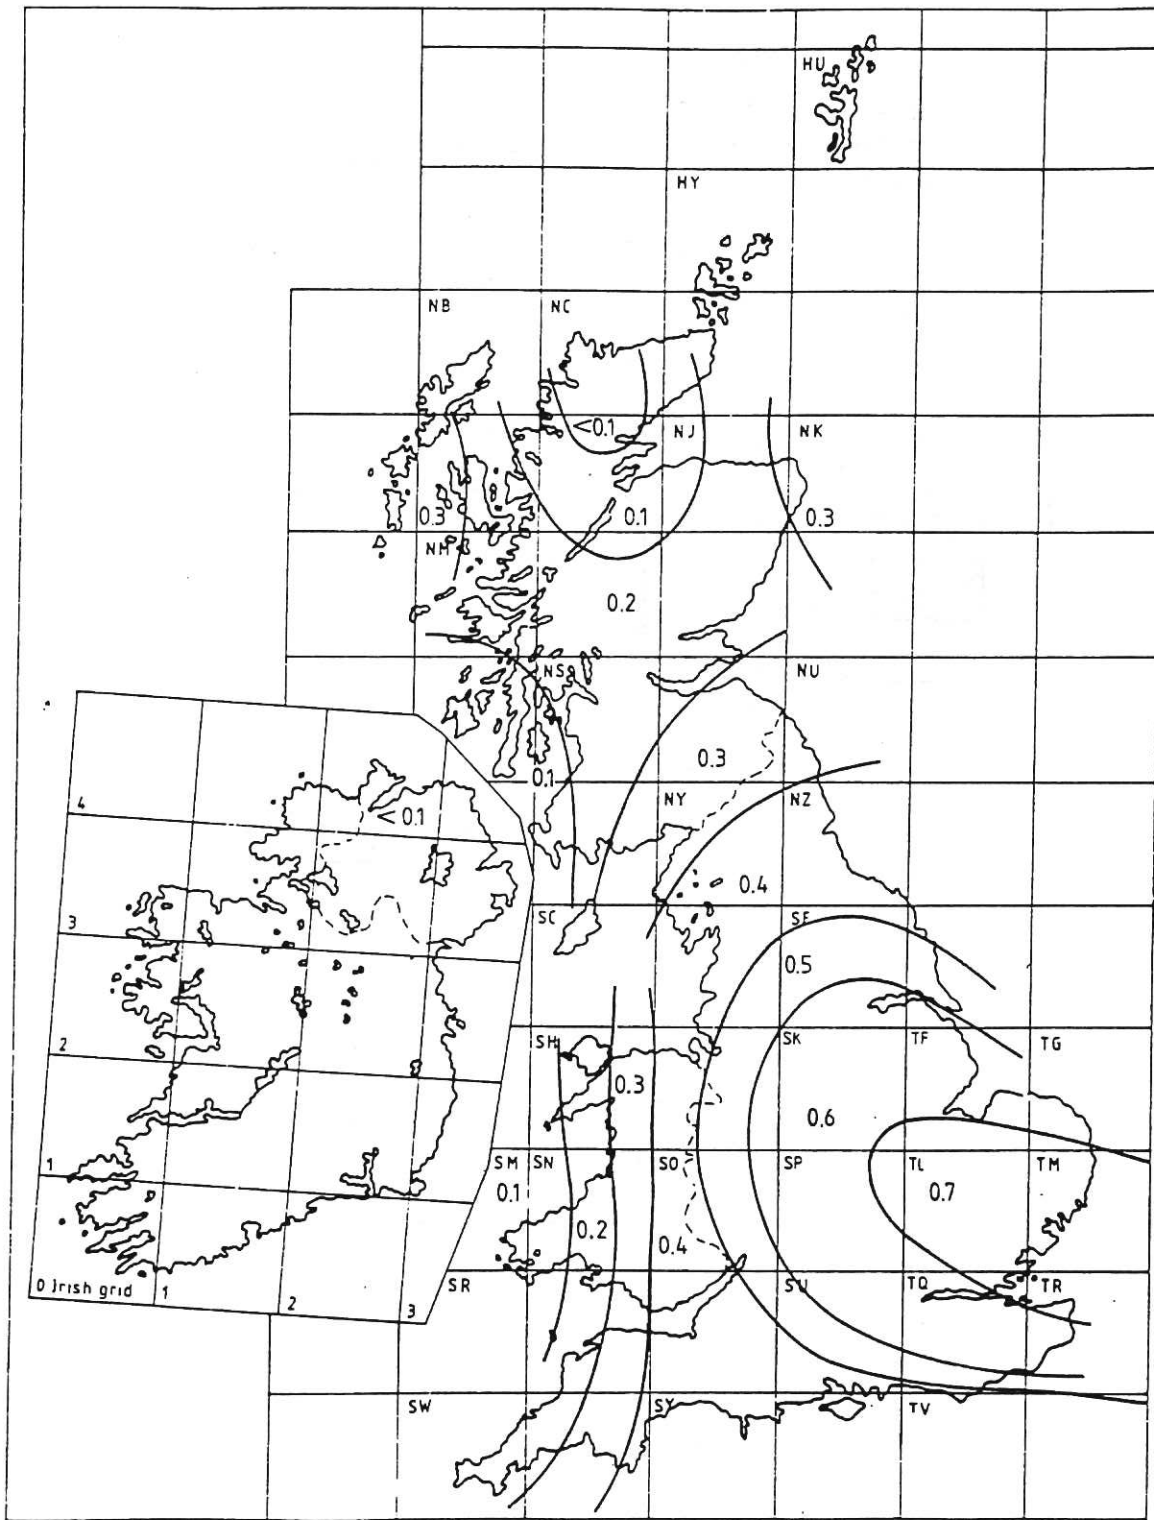 HU
HY
NB NC
<0.1 NJ NK
0.3 0.1 0.3
NM
0.2
NS NU
0.3
0.1 NY NZ
4 <0.1
0.4
3 SC SE
0.5
2 SH SK TF TG
0.3
0.6
1 SM SN SO SP TL TM
0.1 0.7
0.2 0.4
0 Irish grid 1 2 3 SR SU TQ TR
SW SY TV